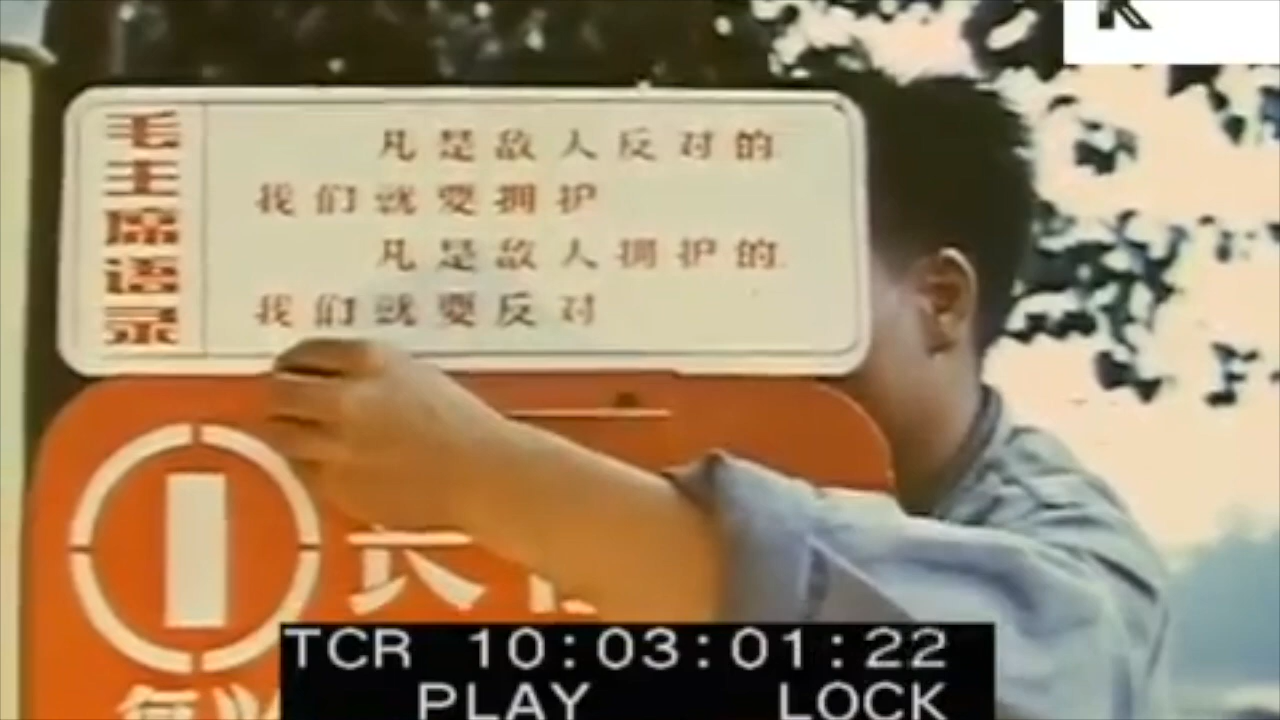 毛主席语录
凡是敌人反对的
我们就要拥护
凡是敌人拥护的
我们就要反对
1
六
TCR 10:03:01:22
PLAY LOCK
K